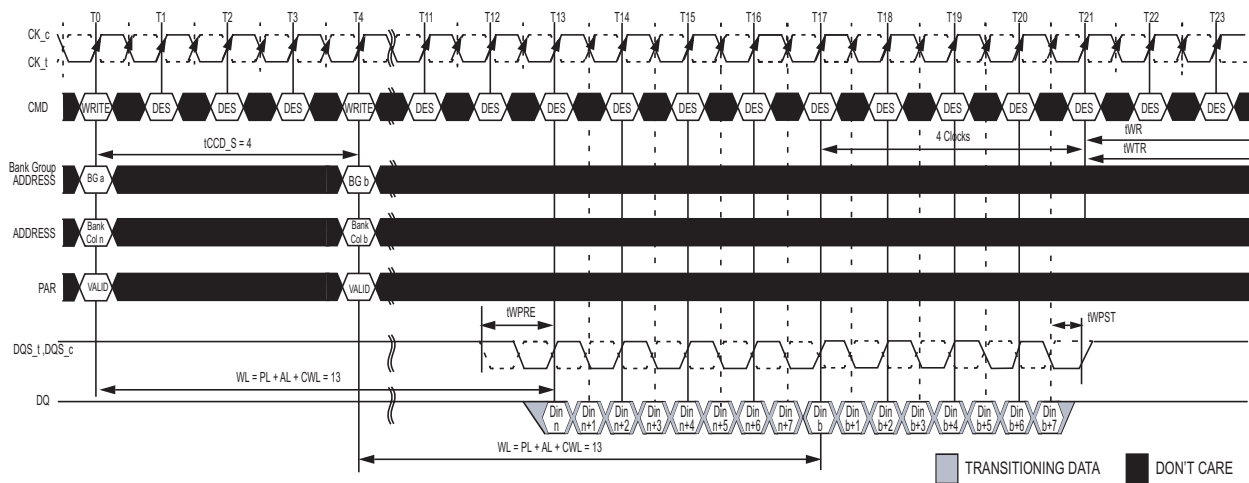 T0 T1 T2 T3 T4 T11 T12 T13 T14 T15 T16 T17 T18 T19 T20 T21 T22 T23
CK_c
CK_t
CMD WRITE DES DES DES WRITE DES DES DES DES DES DES DES DES DES DES DES DES DES
tCCD_S = 4
4 Clocks
tWR
tWTR
Bank Group
ADDRESS
BG a
BG b
ADDRESS
Bank
Col n
Bank
Col b
PAR VALID VALID
tWPRE
tWPST
DQS_t ,DQS_c
WL = PL + AL + CWL = 13
DQ
Din
n
Din
n+1
Din
n+2
Din
n+3
Din
n+4
Din
n+5
Din
n+6
Din
n+7
Din
b
Din
b+1
Din
b+2
Din
b+3
Din
b+4
Din
b+5
Din
b+6
Din
b+7
WL = PL + AL + CWL = 13
TRANSITIONING DATA
DON'T CARE